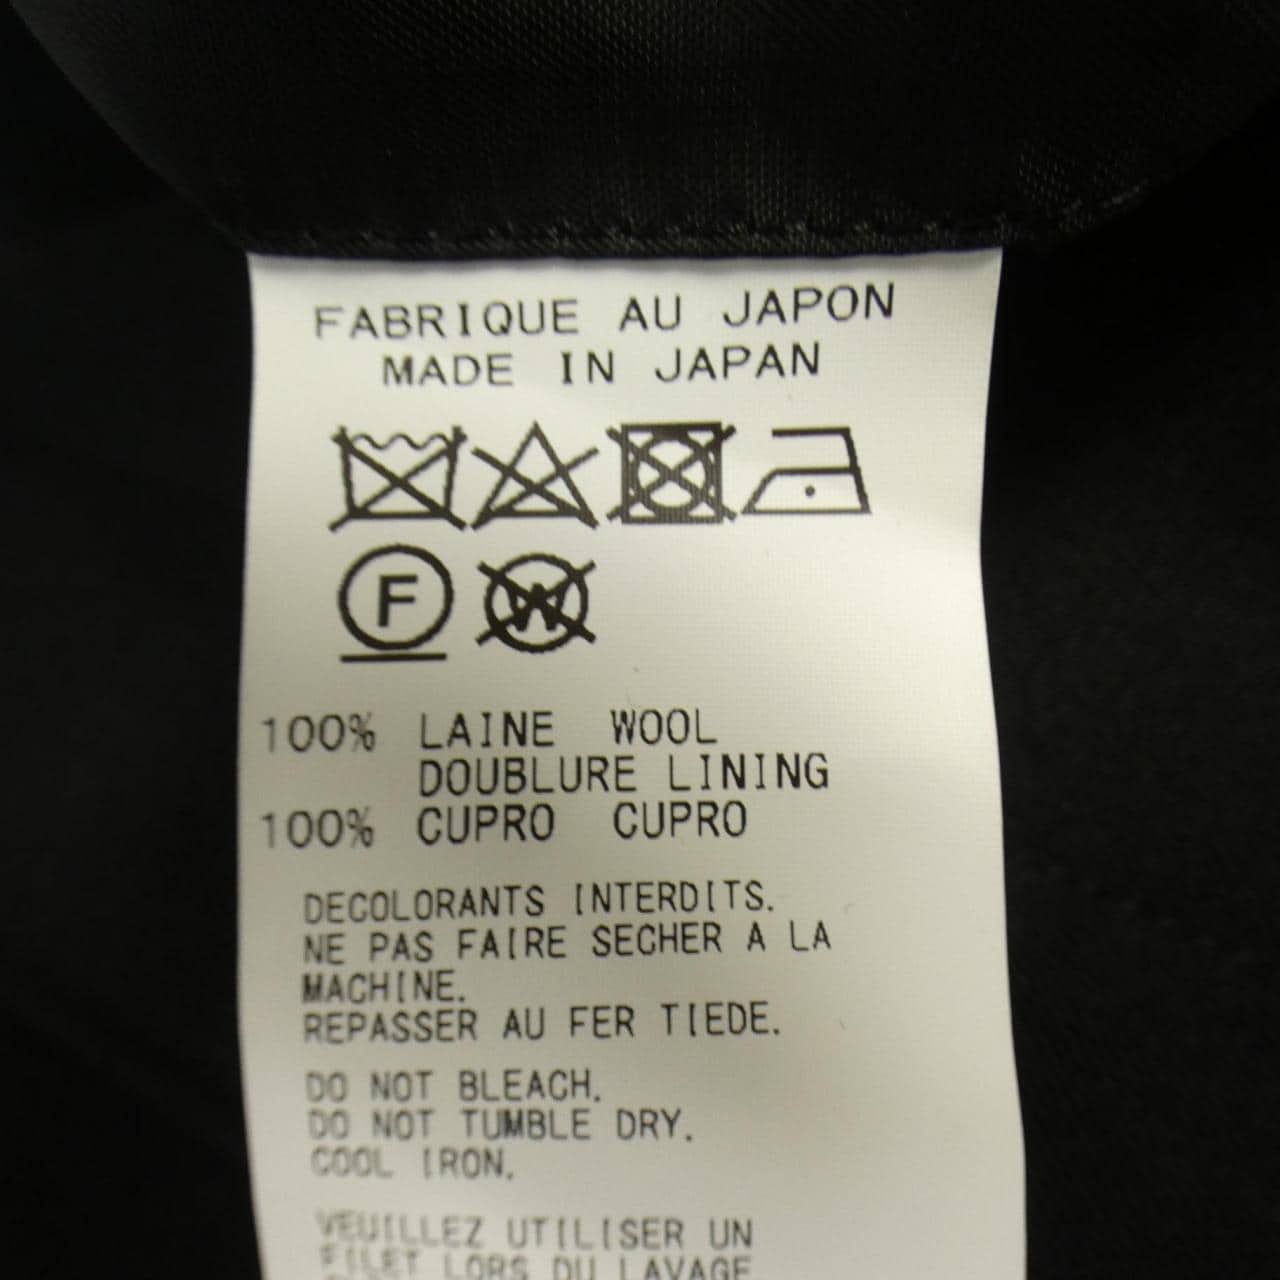 FABRIQUE AU JAPON
MADE IN JAPAN
F W
100% LAINE WOOL
DOUBLURE LINING
100% CUPRO CUPRO
DECOLORANTS INTERDITS.
NE PAS FAIRE SECHER A LA
MACHINE.
REPASSER AU FER TIEDE.
DO NOT BLEACH.
DO NOT TUMBLE DRY.
COOL IRON.
VEUILLEZ UTILISER UN
FILET LORS DU LAVAGE